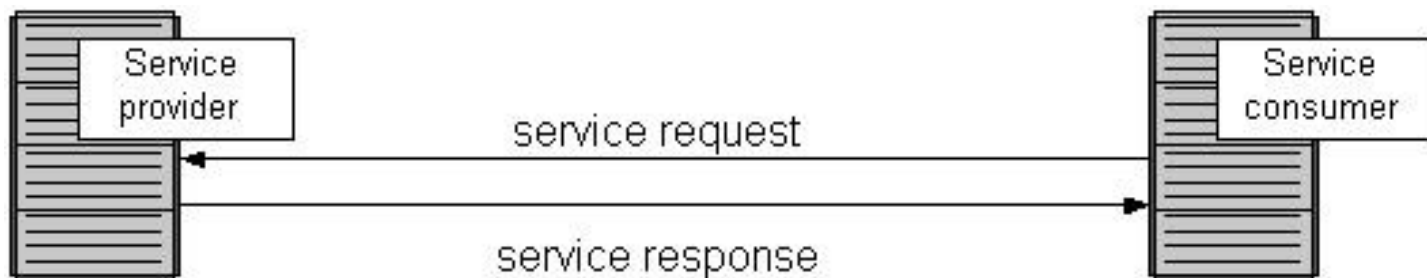 Service
provider
service request
service response
Service
consumer